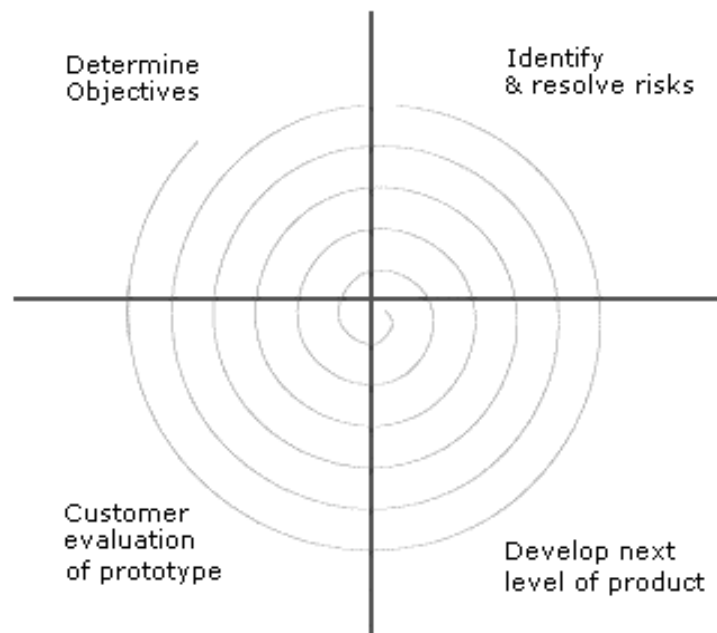 Determine
Objectives
Identify
& resolve risks
Customer
evaluation
of prototype
Develop next
level of product